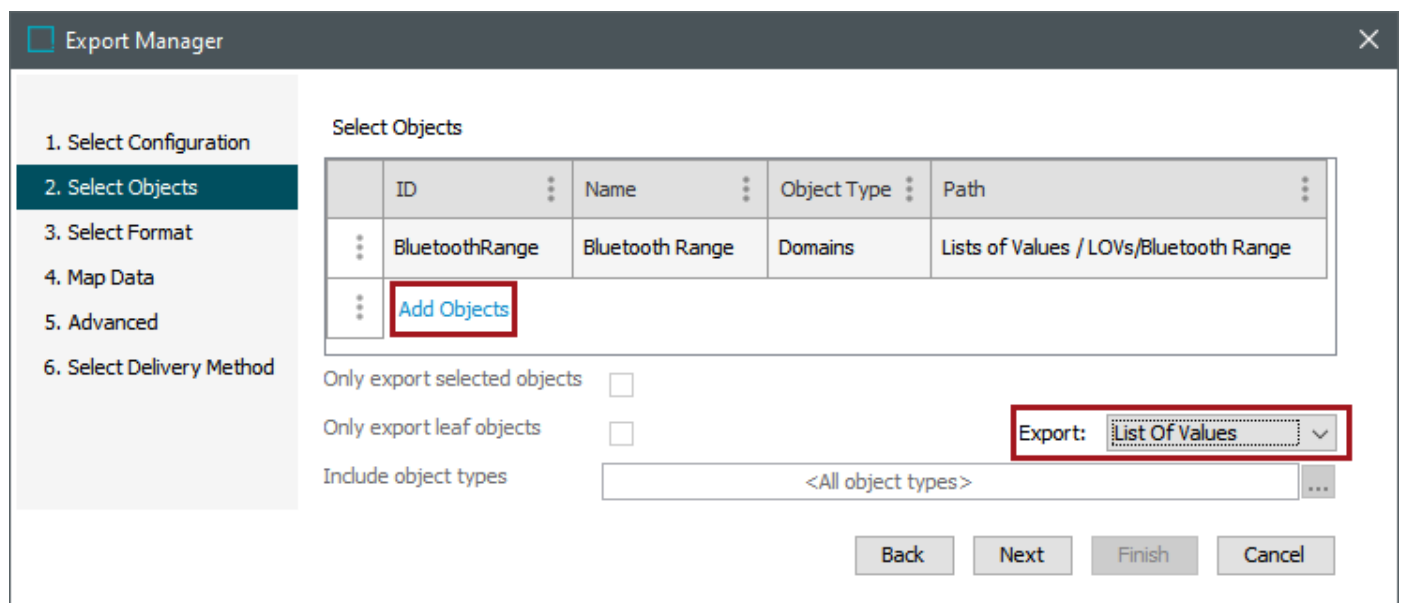 Export Manager
1. Select Configuration
2. Select Objects
3. Select Format
4. Map Data
5. Advanced
6. Select Delivery Method
Select Objects
ID Name Object Type Path
BluetoothRange Bluetooth Range Domains Lists of Values / LOVs/Bluetooth Range
Add Objects
Only export selected objects
Only export leaf objects
Export: List Of Values
Include object types <All object types> ...
Back Next Finish Cancel